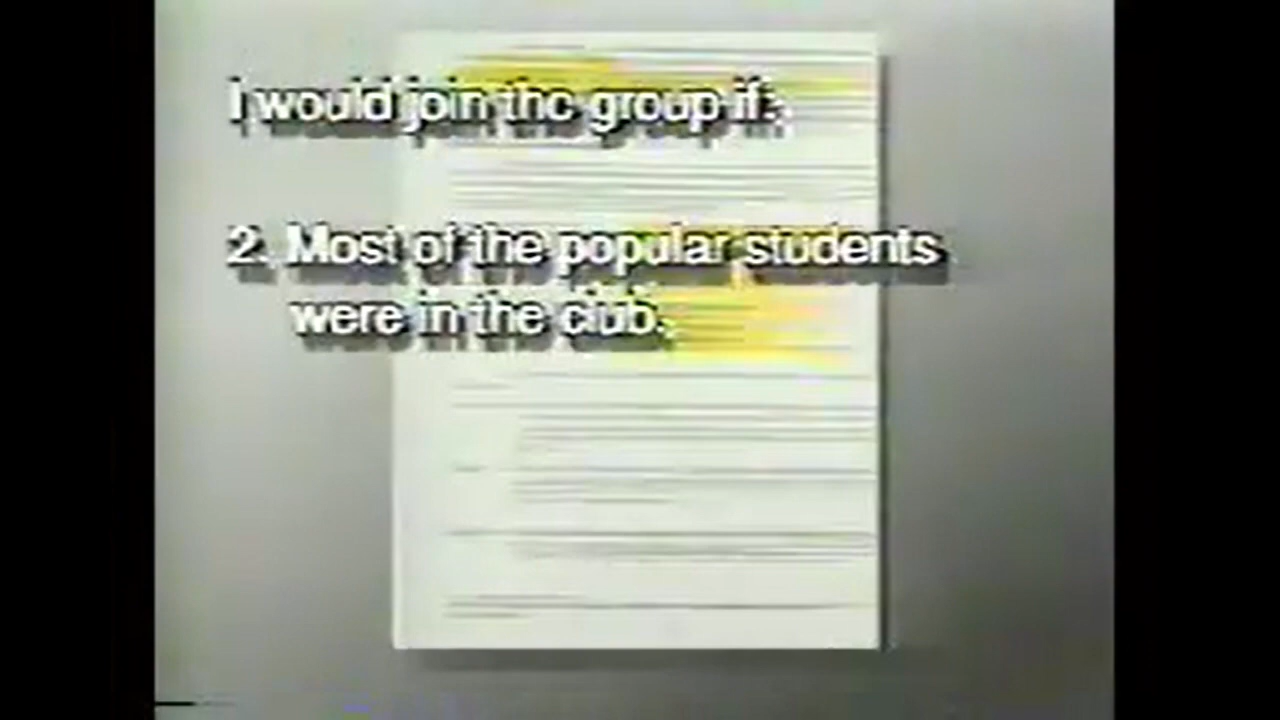 I would join the group if:
2. Most of the popular students
were in the club.